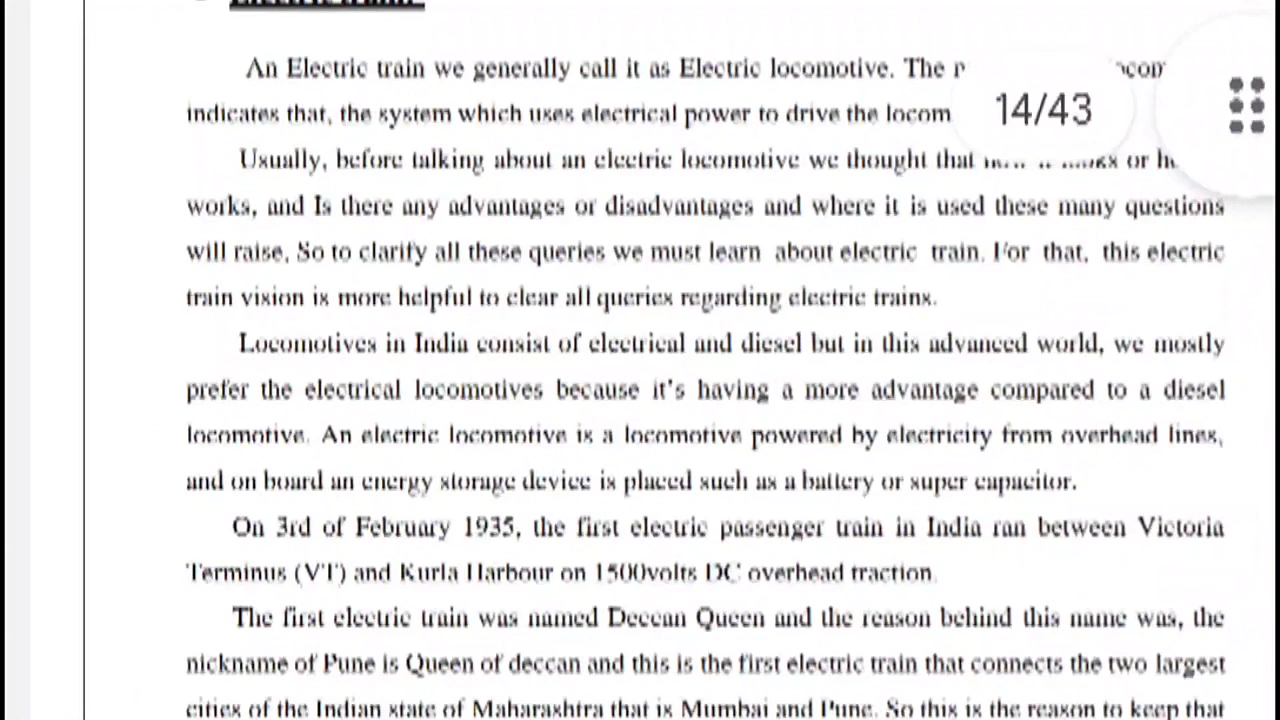 An Electric train we generally call it as Electric locomotive. The
14/43
indicates that, the system which uses electrical power to drive the
Usually, before talking about an electric locomotive we thought that or
works, and Is there any advantages or disadvantages and where it is used these many questions
will raise. So to clarify all these queries we must learn about electric train. For that, this electric
train vision is more helpful to clear all queries regarding electric trains.
Locomotives in India consist of electrical and diesel but in this advanced world, we mostly
prefer the electrical locomotives because it's having a more advantage compared to a diesel
locomotive. An electric locomotive is a locomotive powered by electricity from overhead lines,
and on board an energy storage device is placed such as a battery or super capacitor.
On 3rd of February 1935, the first electric passenger train in India ran between Victoria
Terminus (VT) and Kurla Harbour on 1500volts DC overhead traction.
The first electric train was named Deccan Queen and the reason behind this name was, the
nickname of Pune is Queen of deccan and this is the first electric train that connects the two largest
cities of the Indian state of Maharashtra that is Mumbai and Pune. So this is the reason to keep that